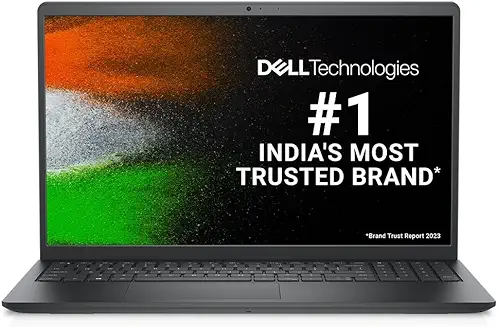 DELLTechnologies
#1
INDIA'S MOST
TRUSTED BRAND*
*Brand Trust Report 2023